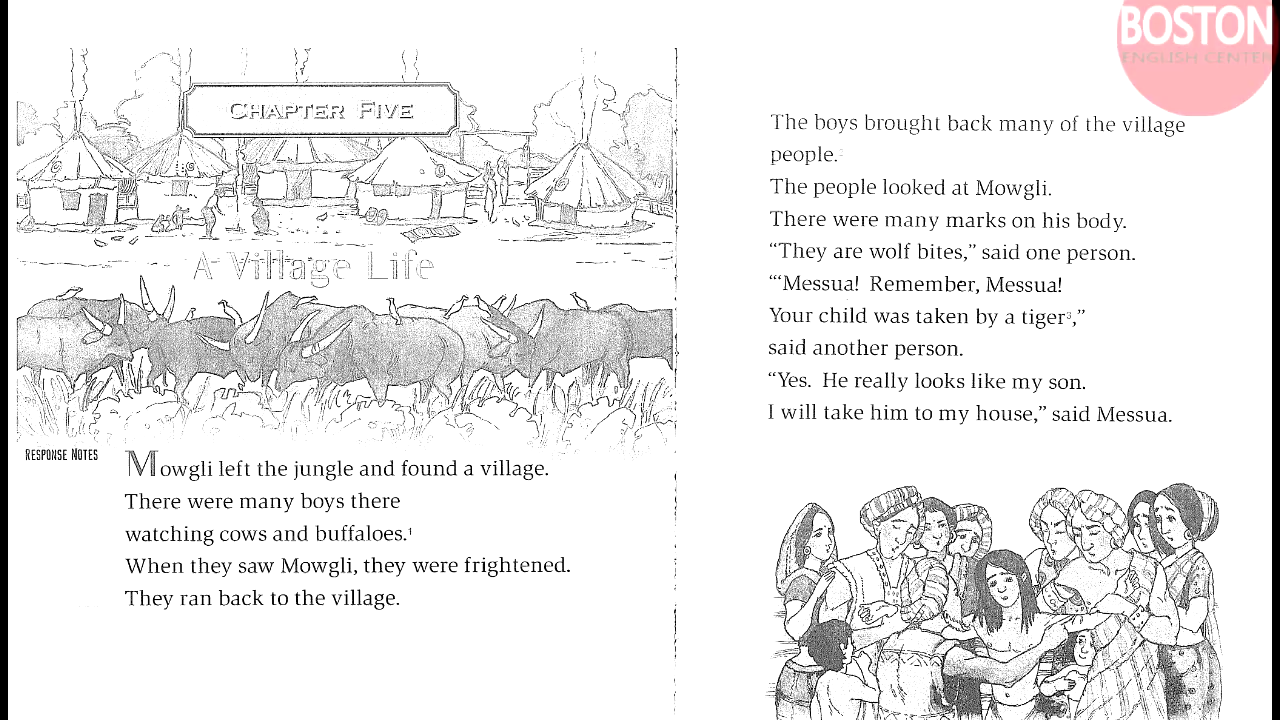 BOSTON
ENGLISH CENTER
CHAPTER FIVE
A Village Life
RESPONSE NOTES
Mowgli left the jungle and found a village.
There were many boys there
watching cows and buffaloes.¹
When they saw Mowgli, they were frightened.
They ran back to the village.
The boys brought back many of the village
people.
The people looked at Mowgli.
There were many marks on his body.
“They are wolf bites,” said one person.
“‘Messua! Remember, Messua!
Your child was taken by a tiger³,”
said another person.
“Yes. He really looks like my son.
I will take him to my house,” said Messua.